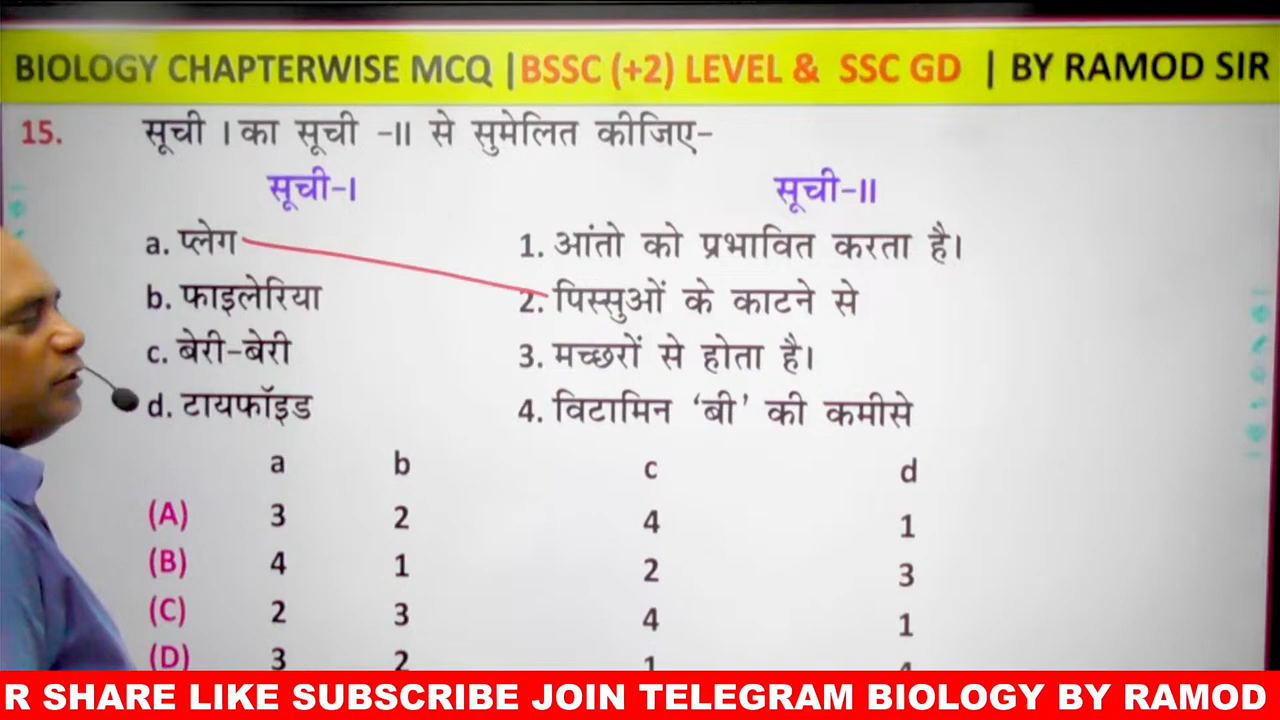 BIOLOGY CHAPTERWISE MCQ | BSSC (+2) LEVEL & SSC GD | BY RAMOD SIR
15. सूची I का सूची -II से सुमेलित कीजिए-
सूची-I सूची-II
a. प्लेग 1. आंतो को प्रभावित करता है।
b. फाइलेरिया 2. पिस्सुओं के काटने से
c. बेरी-बेरी 3. मच्छरों से होता है।
d. टायफॉइड 4. विटामिन ‘बी’ की कमीसे
a b c d
(A) 3 2 4 1
(B) 4 1 2 3
(C) 2 3 4 1
(D) 3 2 1
R SHARE LIKE SUBSCRIBE JOIN TELEGRAM BIOLOGY BY RAMOD